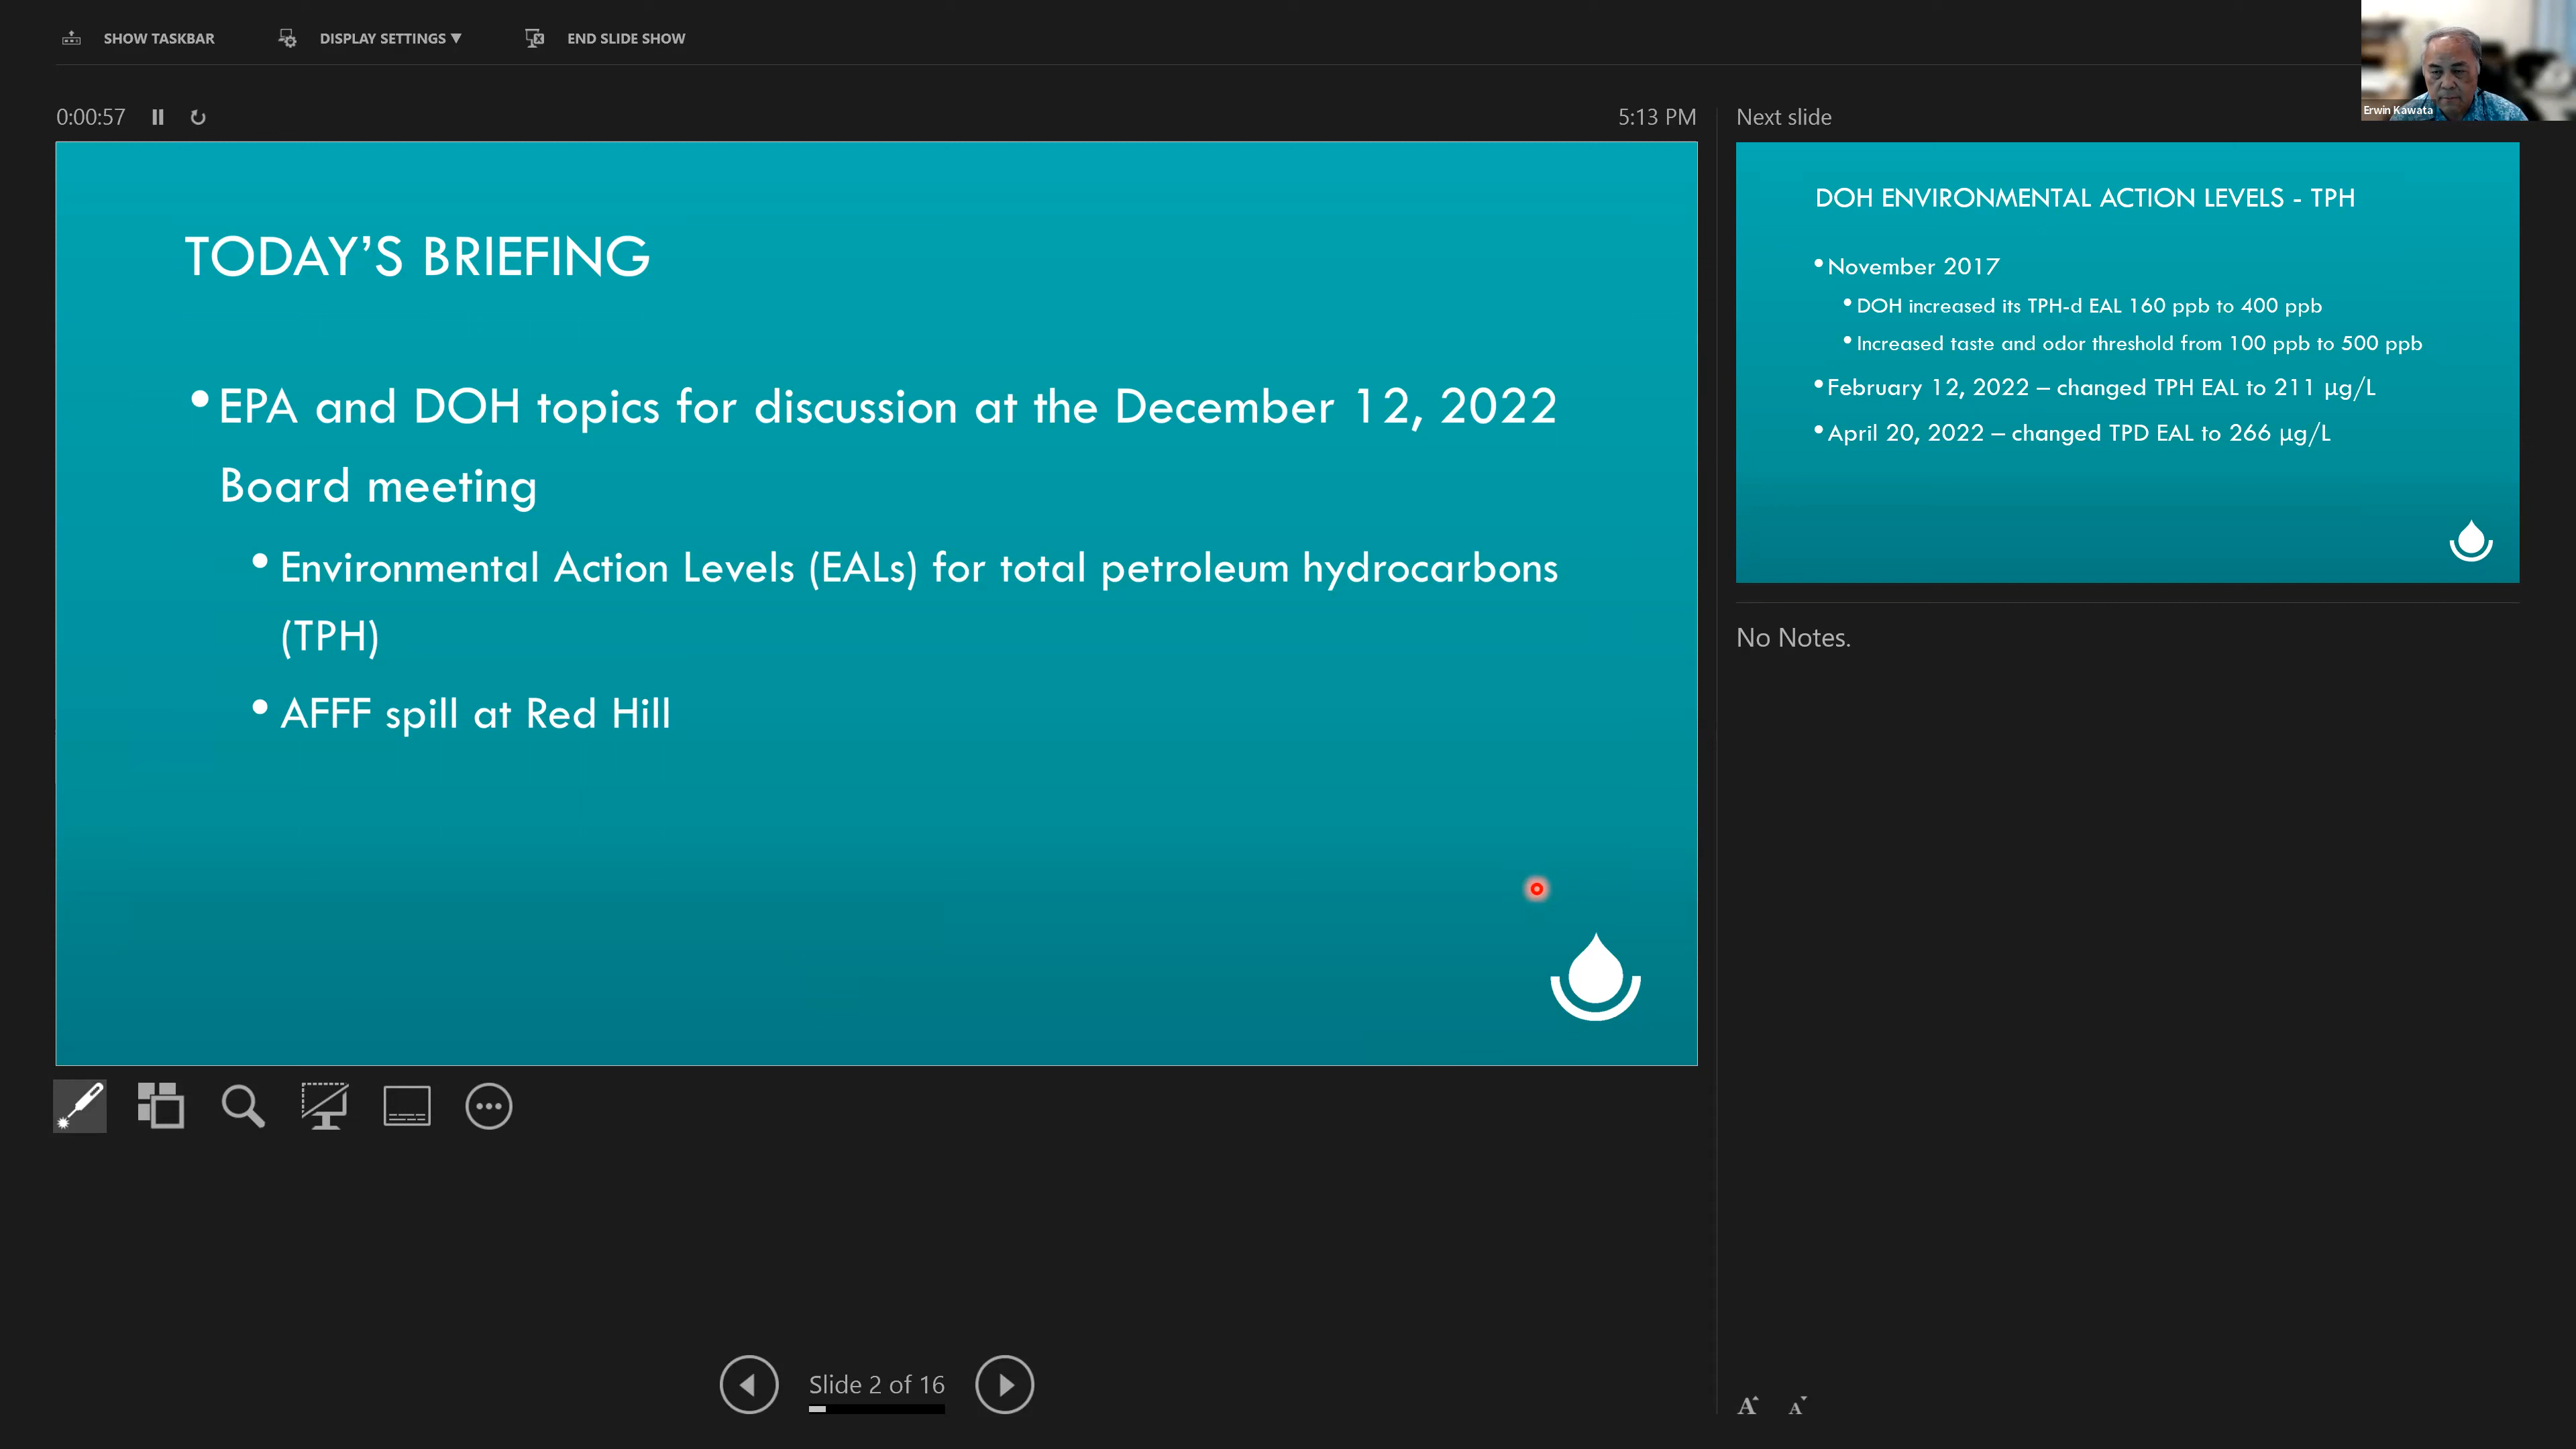 SHOW TASKBAR DISPLAY SETTINGS ▼ END SLIDE SHOW
Erwin Kawata
0:00:57 5:13 PM
TODAY’S BRIEFING
•EPA and DOH topics for discussion at the December 12, 2022
Board meeting
•Environmental Action Levels (EALs) for total petroleum hydrocarbons
(TPH)
•AFFF spill at Red Hill
Slide 2 of 16
Next slide
DOH ENVIRONMENTAL ACTION LEVELS - TPH
•November 2017
•DOH increased its TPH-d EAL 160 ppb to 400 ppb
•Increased taste and odor threshold from 100 ppb to 500 ppb
•February 12, 2022 – changed TPH EAL to 211 µg/L
•April 20, 2022 – changed TPD EAL to 266 µg/L
No Notes.
A A